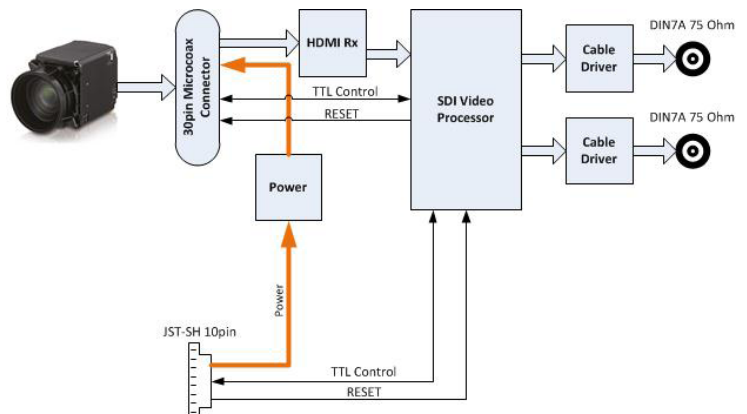 DIN7A 75 Ohm
HDMI Rx
Cable
Driver
30pin Microcoax
Connector
TTL Control
SDI Video
Processor
RESET
DIN7A 75 Ohm
Cable
Driver
Power
Power
JST-SH 10pin
TTL Control
RESET